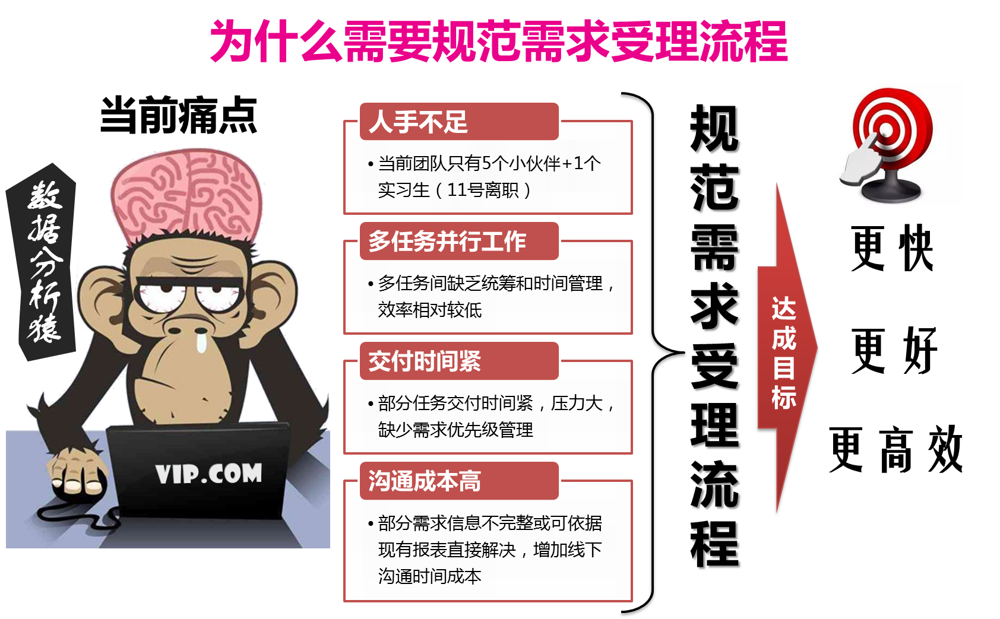 为什么需要规范需求受理流程
当前痛点
数据分析猿
VIP.COM
人手不足
• 当前团队只有5个小伙伴+1个
实习生（11号离职）
多任务并行工作
• 多任务间缺乏统筹和时间管理，
效率相对较低
交付时间紧
• 部分任务交付时间紧，压力大，
缺少需求优先级管理
沟通成本高
• 部分需求信息不完整或可依据
现有报表直接解决，增加线下
沟通时间成本
规范需求受理流程
达成目标
更快
更好
更高效